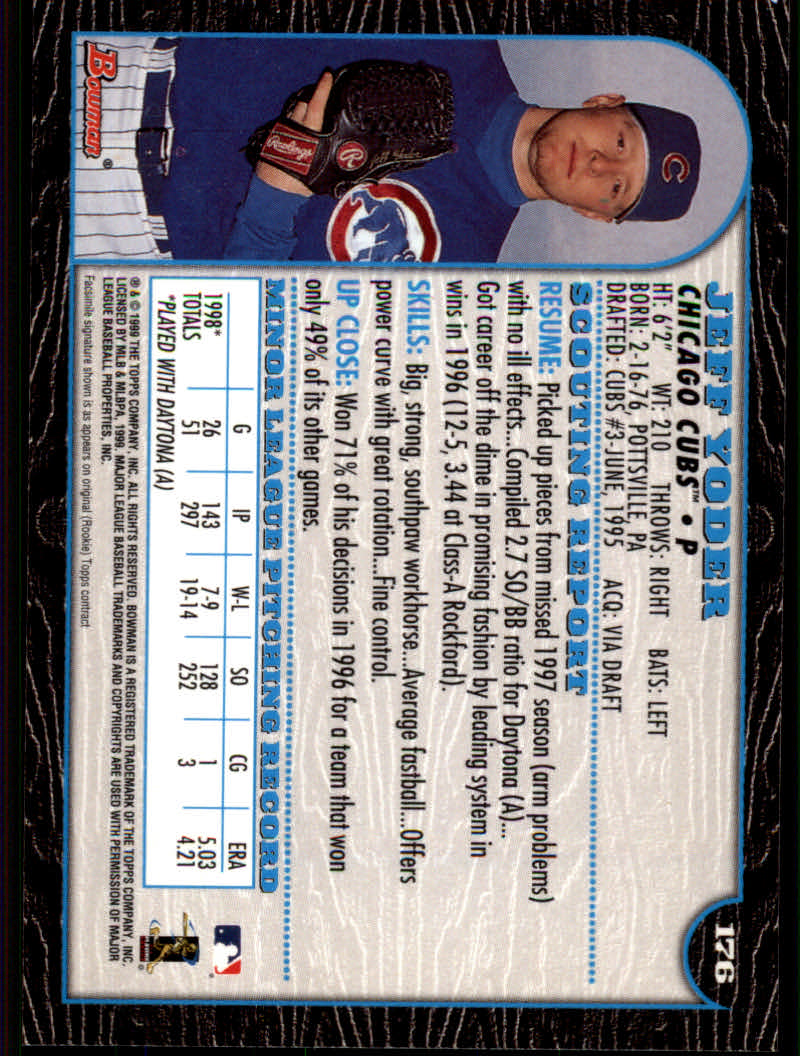 176
JEFF YODER
CHICAGO CUBS™ • P
HT: 6'2" WT: 210 THROWS: RIGHT BATS: LEFT
BORN: 2-16-76, POTTSVILLE, PA
DRAFTED: CUBS #3-JUNE, 1995 ACQ: VIA DRAFT
SCOUTING REPORT
RESUME: Picked up pieces from missed 1997 season (arm problems)
with no ill effects...Compiled 2.7 SO/BB ratio for Daytona (A)...
Got career off the dime in promising fashion by leading system in
wins in 1996 (12-5, 3.44 at Class-A Rockford).
SKILLS: Big, strong, southpaw workhorse...Average fastball...Offers
power curve with great rotation...Fine control.
UP CLOSE: Won 71% of his decisions in 1996 for a team that won
only 49% of its other games.
MINOR LEAGUE PITCHING RECORD
G IP W-L SO CG ERA
1998* 26 143 7-9 128 1 5.03
TOTALS 51 297 19-14 252 3 4.21
*PLAYED WITH DAYTONA (A)
® & © 1999 THE TOPPS COMPANY, INC. ALL RIGHTS RESERVED. BOWMAN IS A REGISTERED TRADEMARK OF THE TOPPS COMPANY, INC.
LICENSED BY MLB & MLBPA, 1999. MAJOR LEAGUE BASEBALL TRADEMARKS AND COPYRIGHTS ARE USED WITH PERMISSION OF MAJOR
LEAGUE BASEBALL PROPERTIES, INC.
Facsimile signature shown is as appears on original (Rookie) Topps contract
Bowman®
Rawlings
R
C